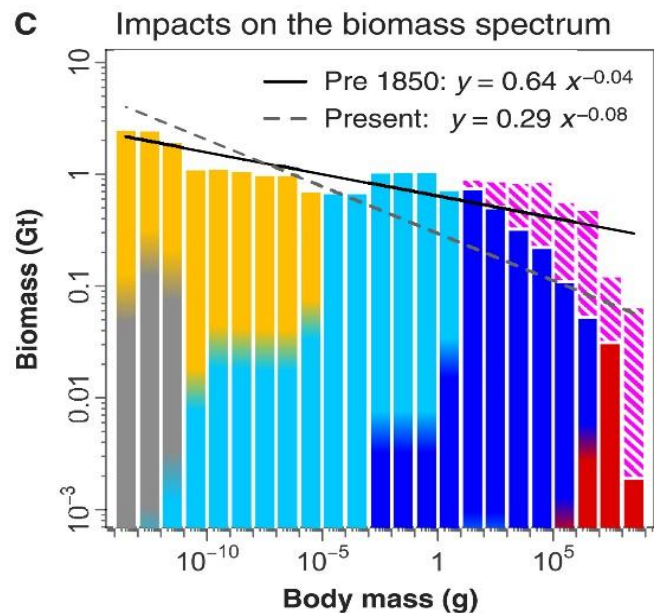 C Impacts on the biomass spectrum
Pre 1850: y = 0.64 x^−0.04
Present: y = 0.29 x^−0.08
Biomass (Gt)
10
1
0.1
0.01
10^−3
10^−10 10^−5 1 10^5
Body mass (g)